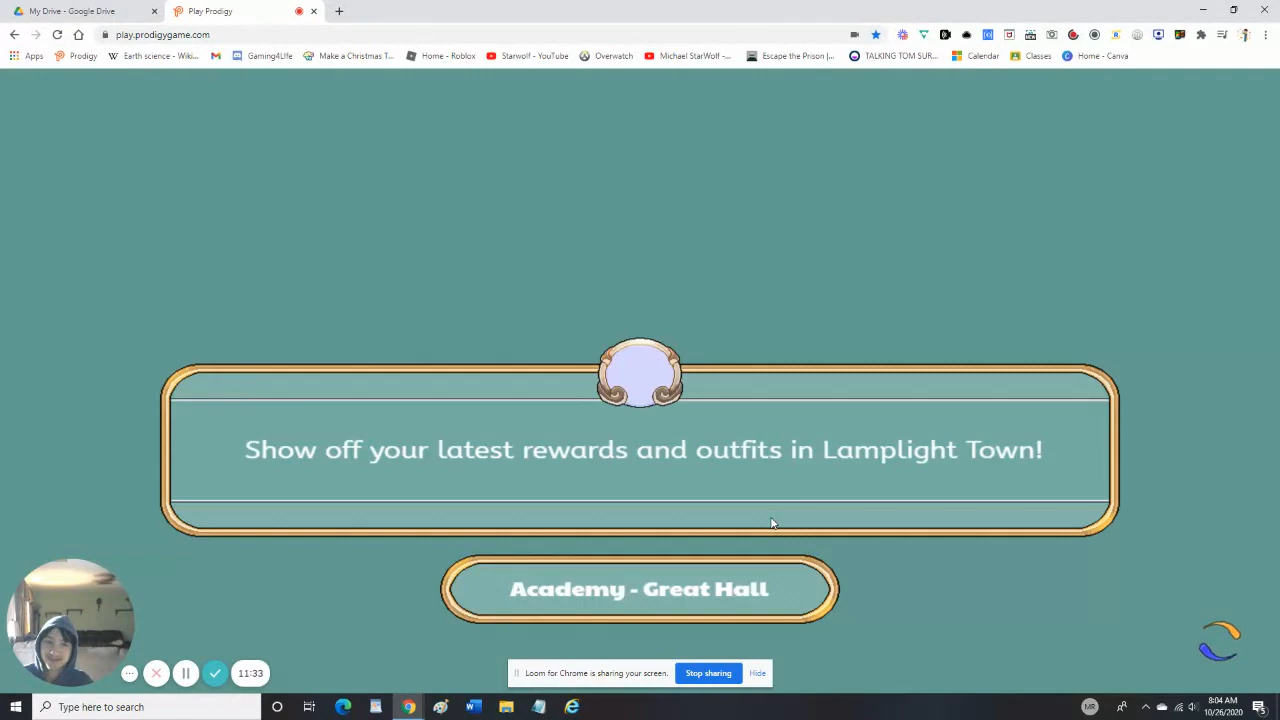 My Drive - Google Drive
Play Prodigy
play.prodigygame.com
Apps
Prodigy
Earth science - Wiki...
Gaming4Life
Make a Christmas T...
Home - Roblox
Starwolf - YouTube
Overwatch
Michael StarWolf -...
Escape the Prison |...
TALKING TOM SUR...
Calendar
Classes
Home - Canva
Show off your latest rewards and outfits in Lamplight Town!
Academy - Great Hall
11:33
Loom for Chrome is sharing your screen.
Stop sharing
Hide
Type here to search
MR
8:04 AM
10/26/2020